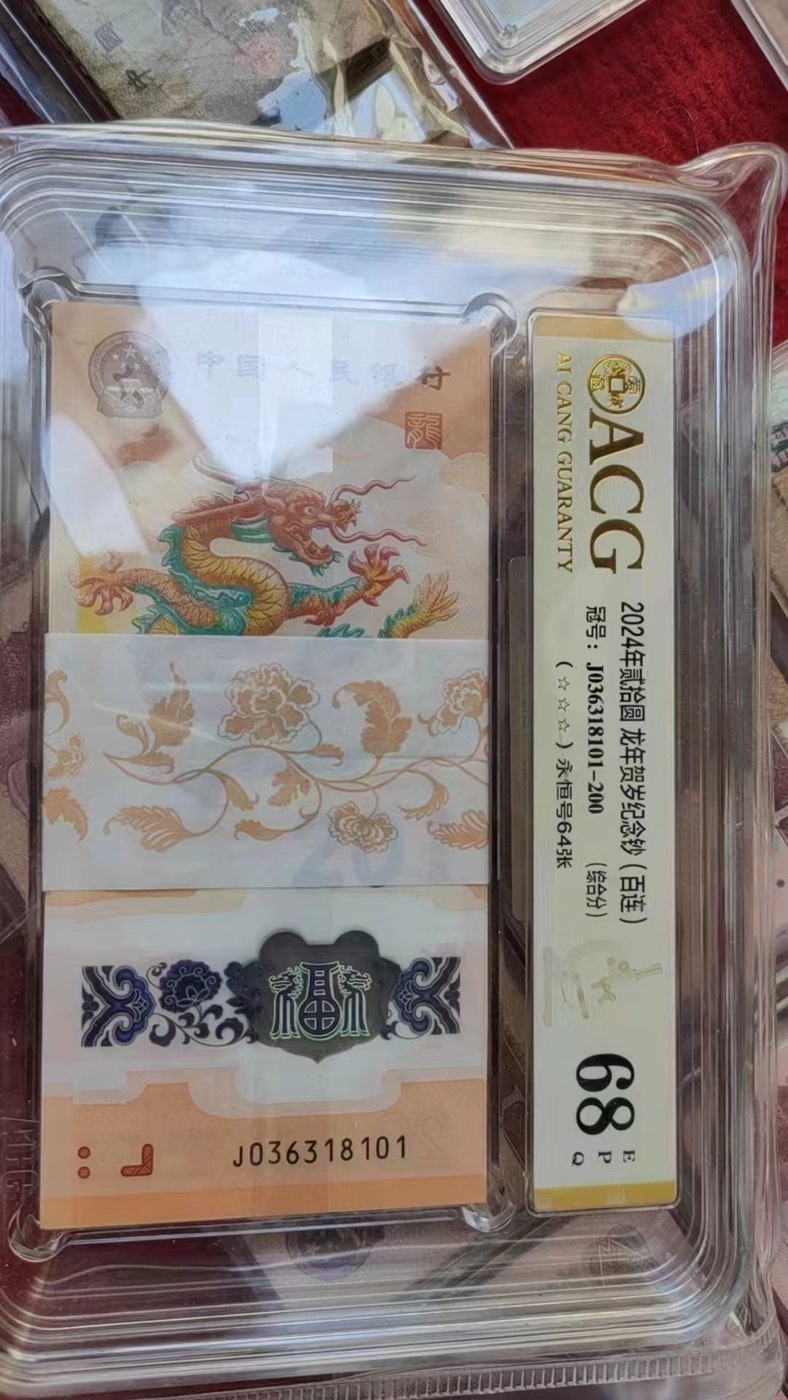 中国人民银行
龍
福
J036318101
ACG
AI CANG GUARANTY
2024年贰拾圆 龙年贺岁纪念钞（百连）
冠号：J036318101-200 （综合分）
（☆☆☆）永恒号64张
68
E
P
Q